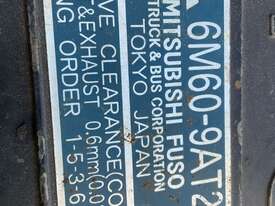 6M60-9AT2
MITSUBISHI FUSO
TRUCK & BUS CORPORATION
TOKYO JAPAN
VE CLEARANCE(CO
&EXHAUST 0.6mm(0.0
NG ORDER 1-5-3-6